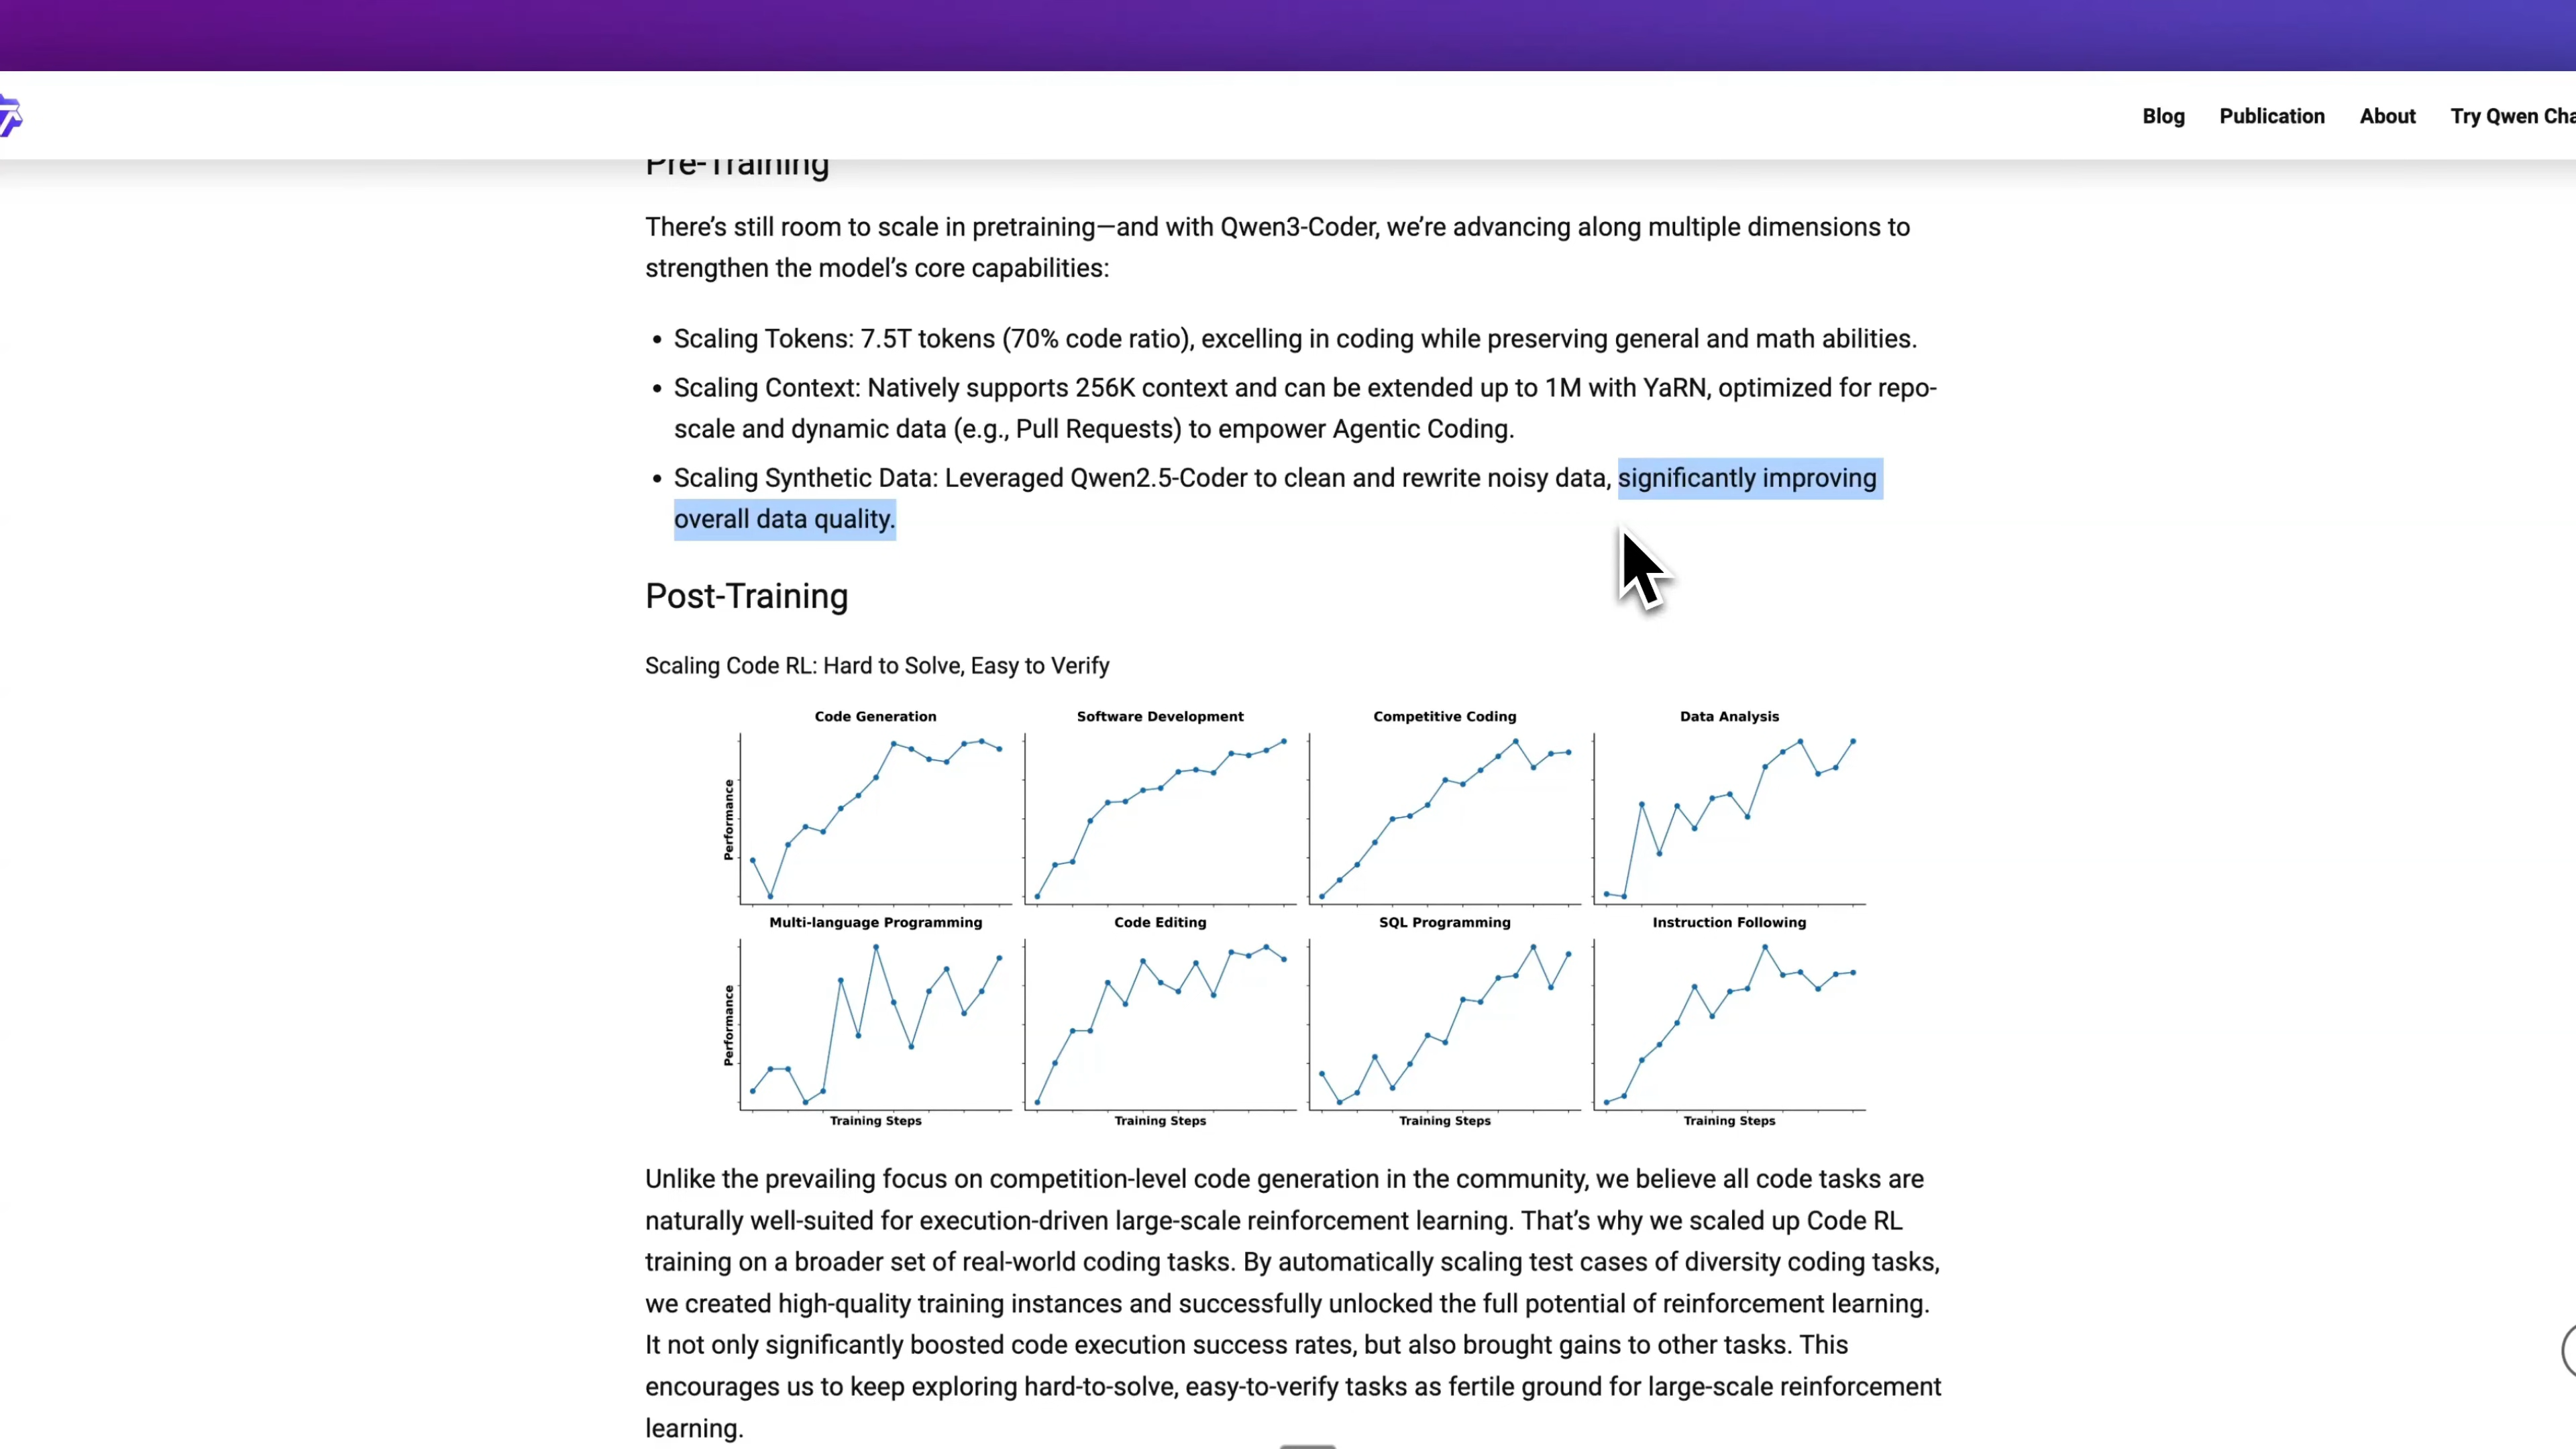 Blog Publication About Try Qwen Cha
Pre-Training
There's still room to scale in pretraining—and with Qwen3-Coder, we're advancing along multiple dimensions to
strengthen the model's core capabilities:
• Scaling Tokens: 7.5T tokens (70% code ratio), excelling in coding while preserving general and math abilities.
• Scaling Context: Natively supports 256K context and can be extended up to 1M with YaRN, optimized for repo-
scale and dynamic data (e.g., Pull Requests) to empower Agentic Coding.
• Scaling Synthetic Data: Leveraged Qwen2.5-Coder to clean and rewrite noisy data, significantly improving
overall data quality.
Post-Training
Scaling Code RL: Hard to Solve, Easy to Verify
Code Generation
Software Development
Competitive Coding
Data Analysis
Performance
Multi-language Programming
Code Editing
SQL Programming
Instruction Following
Performance
Training Steps
Training Steps
Training Steps
Training Steps
Unlike the prevailing focus on competition-level code generation in the community, we believe all code tasks are
naturally well-suited for execution-driven large-scale reinforcement learning. That's why we scaled up Code RL
training on a broader set of real-world coding tasks. By automatically scaling test cases of diversity coding tasks,
we created high-quality training instances and successfully unlocked the full potential of reinforcement learning.
It not only significantly boosted code execution success rates, but also brought gains to other tasks. This
encourages us to keep exploring hard-to-solve, easy-to-verify tasks as fertile ground for large-scale reinforcement
learning.